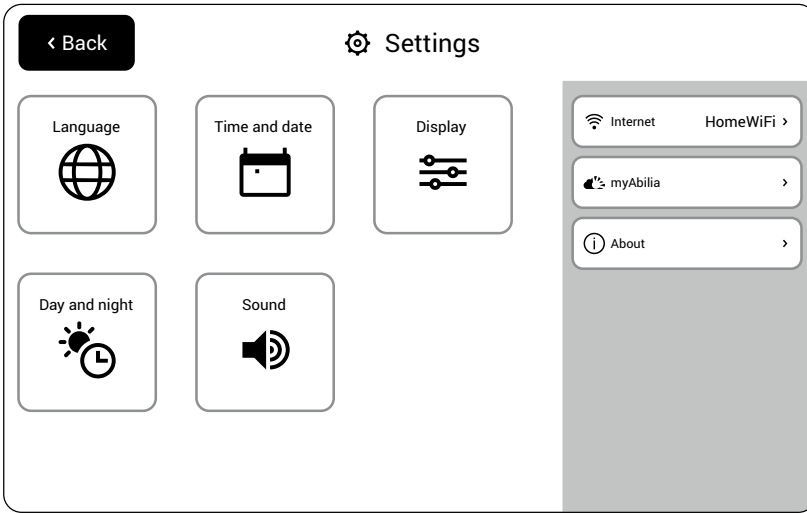 Back
Settings
Language
Time and date
Display
Day and night
Sound
Internet HomeWiFi
myAbilia
About